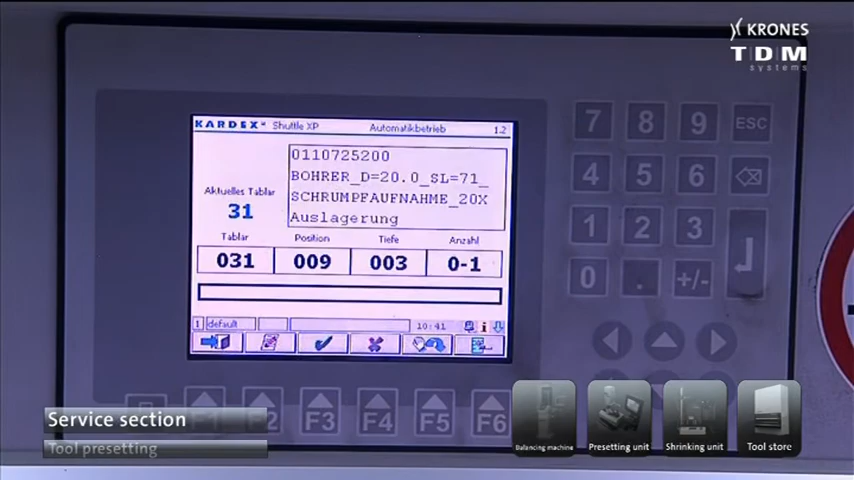 KRONES
TDM
systems
KARDEX Shuttle XP Automatikbetrieb 1.2
0110725200
BOHRER_D=20.0_SL=71_
SCHRUMPFAUFNAHME_20X
Auslagerung
Aktuelles Tablar
31
Tablar Position Tiefe Anzahl
031 009 003 0-1
1 default 10:41 i
7 8 9 ESC
4 5 6
1 2 3
0 . +/-
F1 F2 F3 F4 F5 F6
Service section
Tool presetting
Balancing machine Presetting unit Shrinking unit Tool store